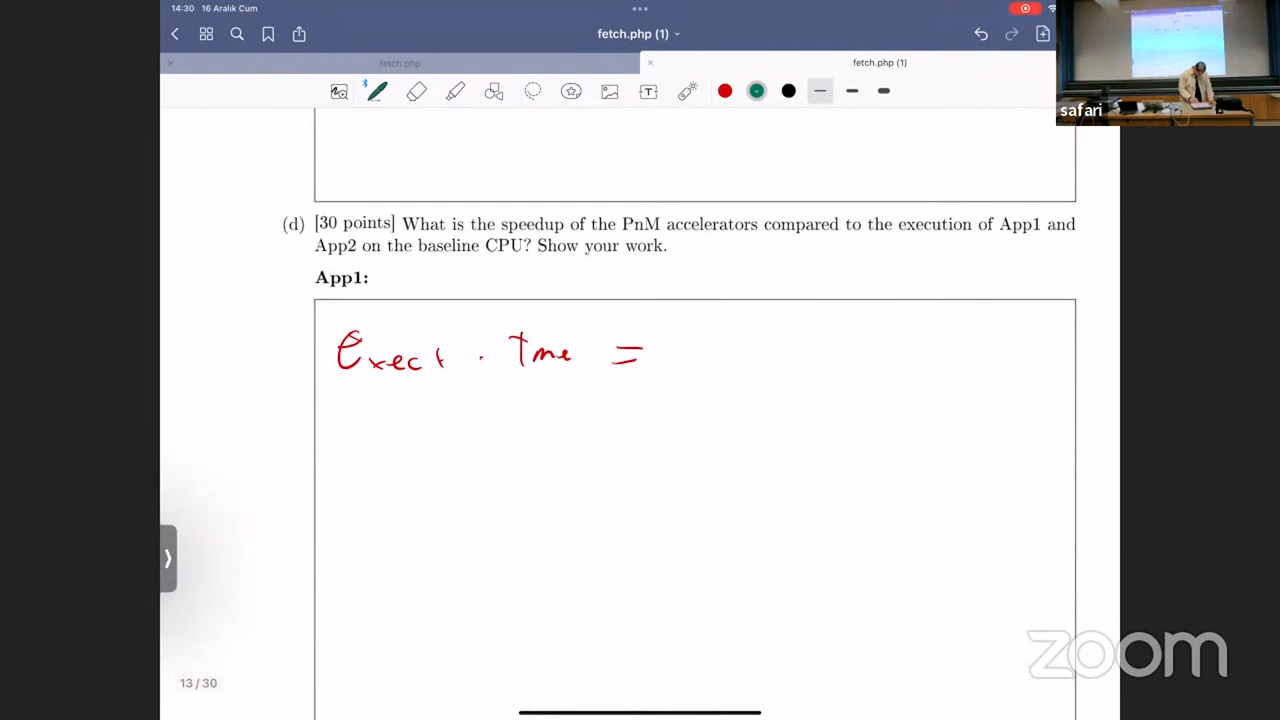 14:30 16 Aralık Cum
fetch.php (1)
fetch.php
fetch.php (1)
safari
(d) [30 points] What is the speedup of the PnM accelerators compared to the execution of App1 and
App2 on the baseline CPU? Show your work.
App1:
Exect . Tme =
13 / 30
zoom